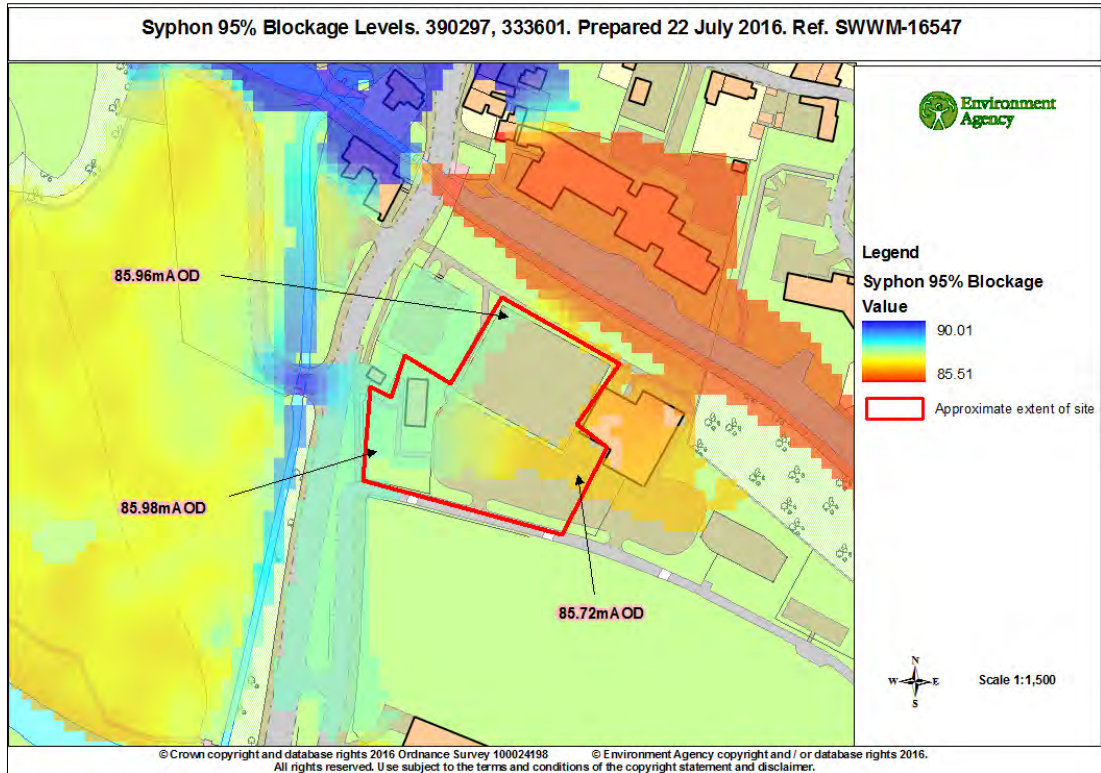 Syphon 95% Blockage Levels. 390297, 333601. Prepared 22 July 2016. Ref. SWWM-16547
Environment
Agency
85.96mAOD
Legend
Syphon 95% Blockage
Value
90.01
85.51
Approximate extent of site
85.98mAOD
85.72mAOD
N
W E
S
Scale 1:1,500
© Crown copyright and database rights 2016 Ordnance Survey 100024198 © Environment Agency copyright and / or database rights 2016.
All rights reserved. Use subject to the terms and conditions of the copyright statement and disclaimer.